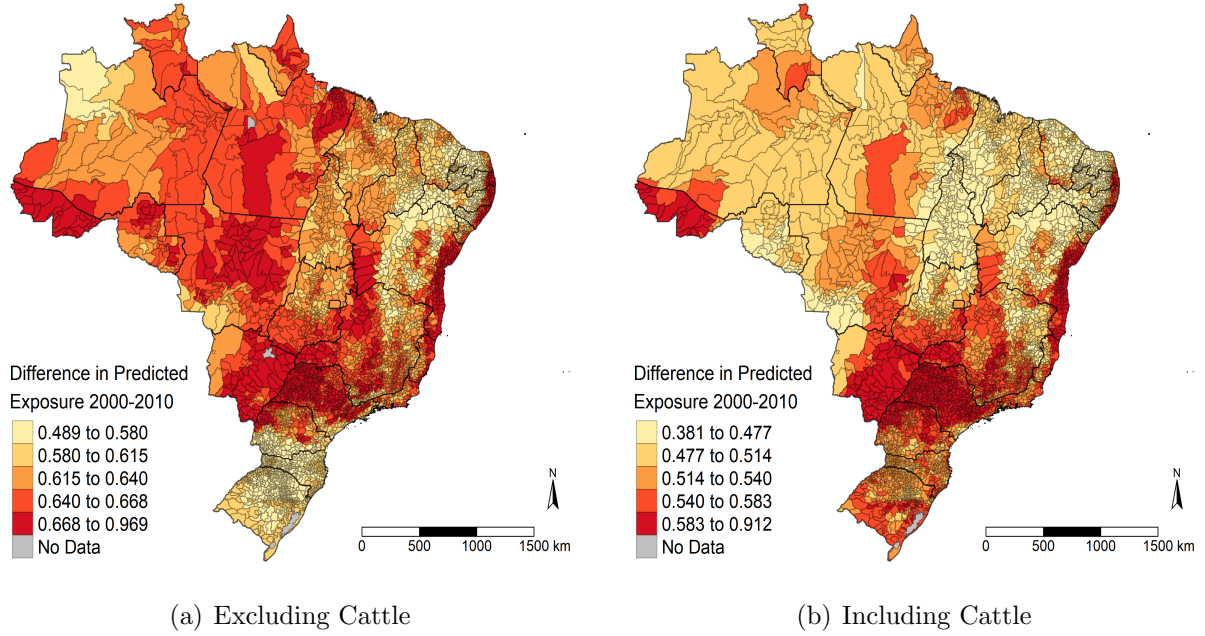 Difference in Predicted
Exposure 2000-2010
0.489 to 0.580
0.580 to 0.615
0.615 to 0.640
0.640 to 0.668
0.668 to 0.969
No Data
N
0 500 1000 1500 km
(a) Excluding Cattle
Difference in Predicted
Exposure 2000-2010
0.381 to 0.477
0.477 to 0.514
0.514 to 0.540
0.540 to 0.583
0.583 to 0.912
No Data
N
0 500 1000 1500 km
(b) Including Cattle